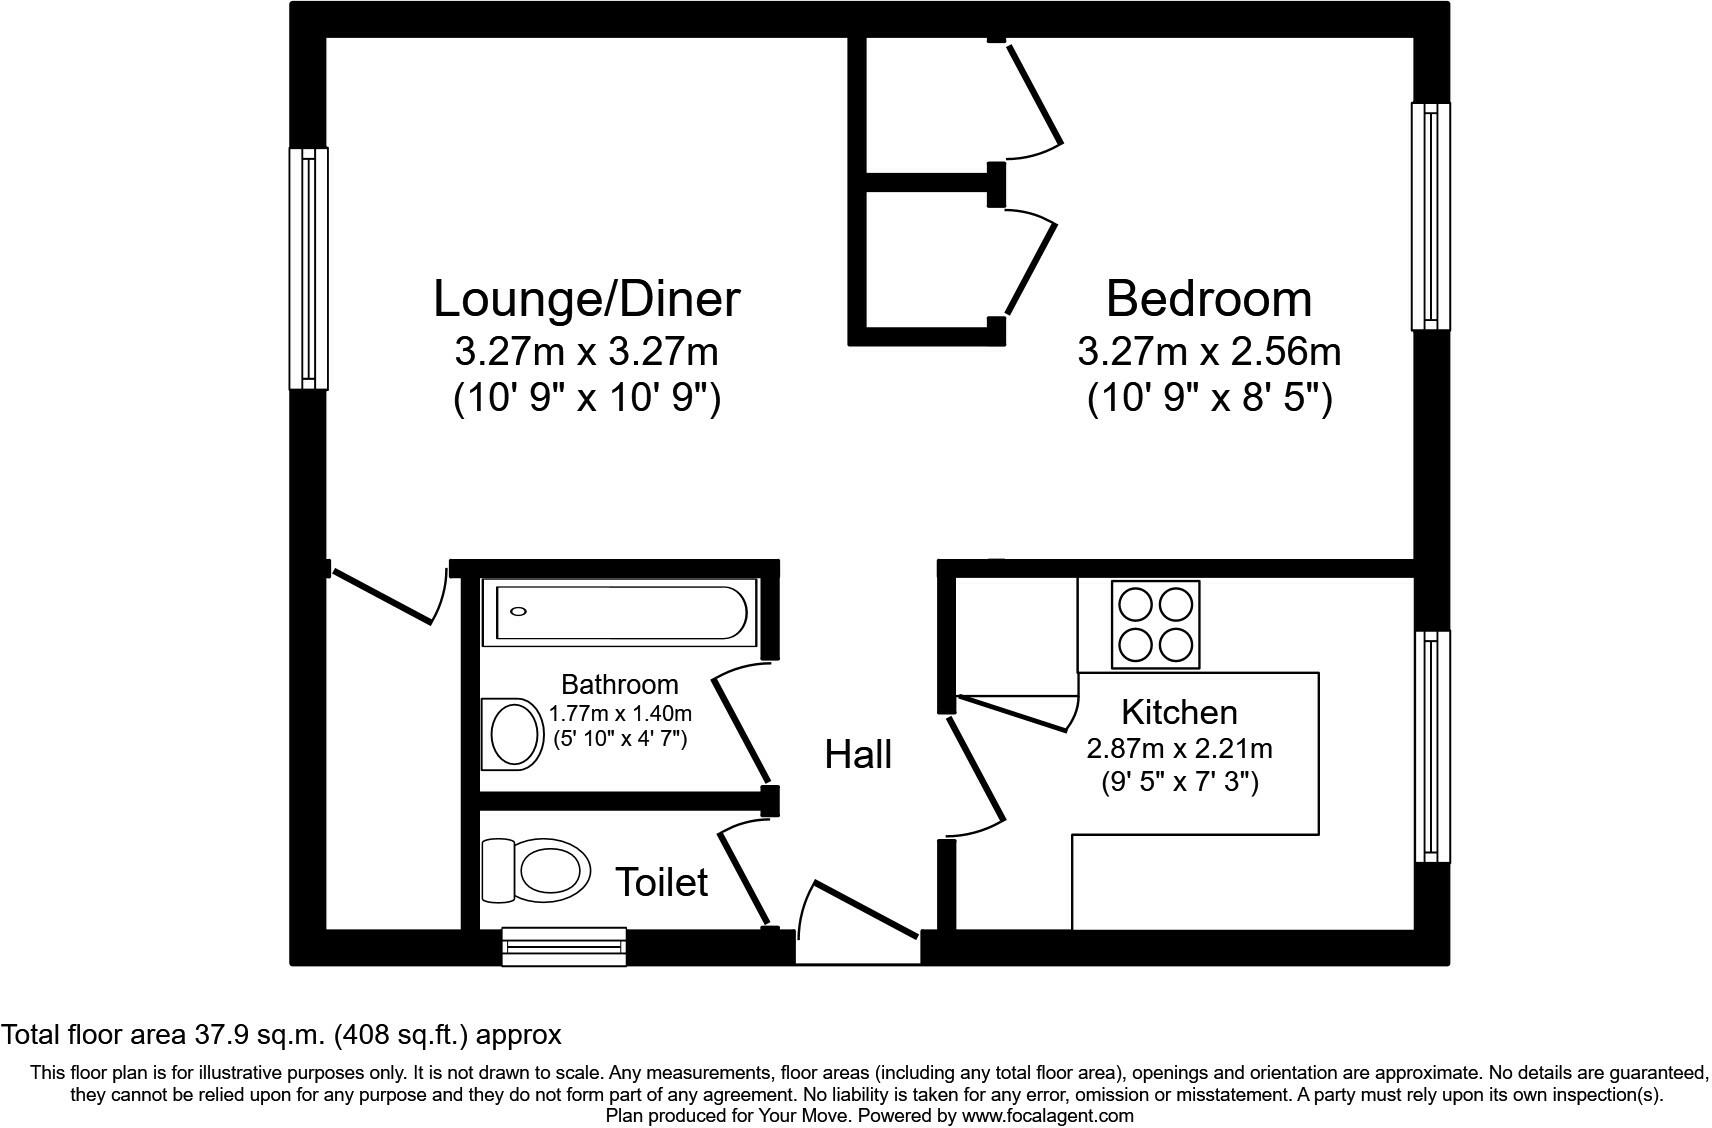 Lounge/Diner
3.27m x 3.27m
(10' 9" x 10' 9")
Bedroom
3.27m x 2.56m
(10' 9" x 8' 5")
Bathroom
1.77m x 1.40m
(5' 10" x 4' 7")
Hall
Kitchen
2.87m x 2.21m
(9' 5" x 7' 3")
Toilet
Total floor area 37.9 sq.m. (408 sq.ft.) approx
This floor plan is for illustrative purposes only. It is not drawn to scale. Any measurements, floor areas (including any total floor area), openings and orientation are approximate. No details are guaranteed,
they cannot be relied upon for any purpose and they do not form part of any agreement. No liability is taken for any error, omission or misstatement. A party must rely upon its own inspection(s).
Plan produced for Your Move. Powered by www.focalagent.com